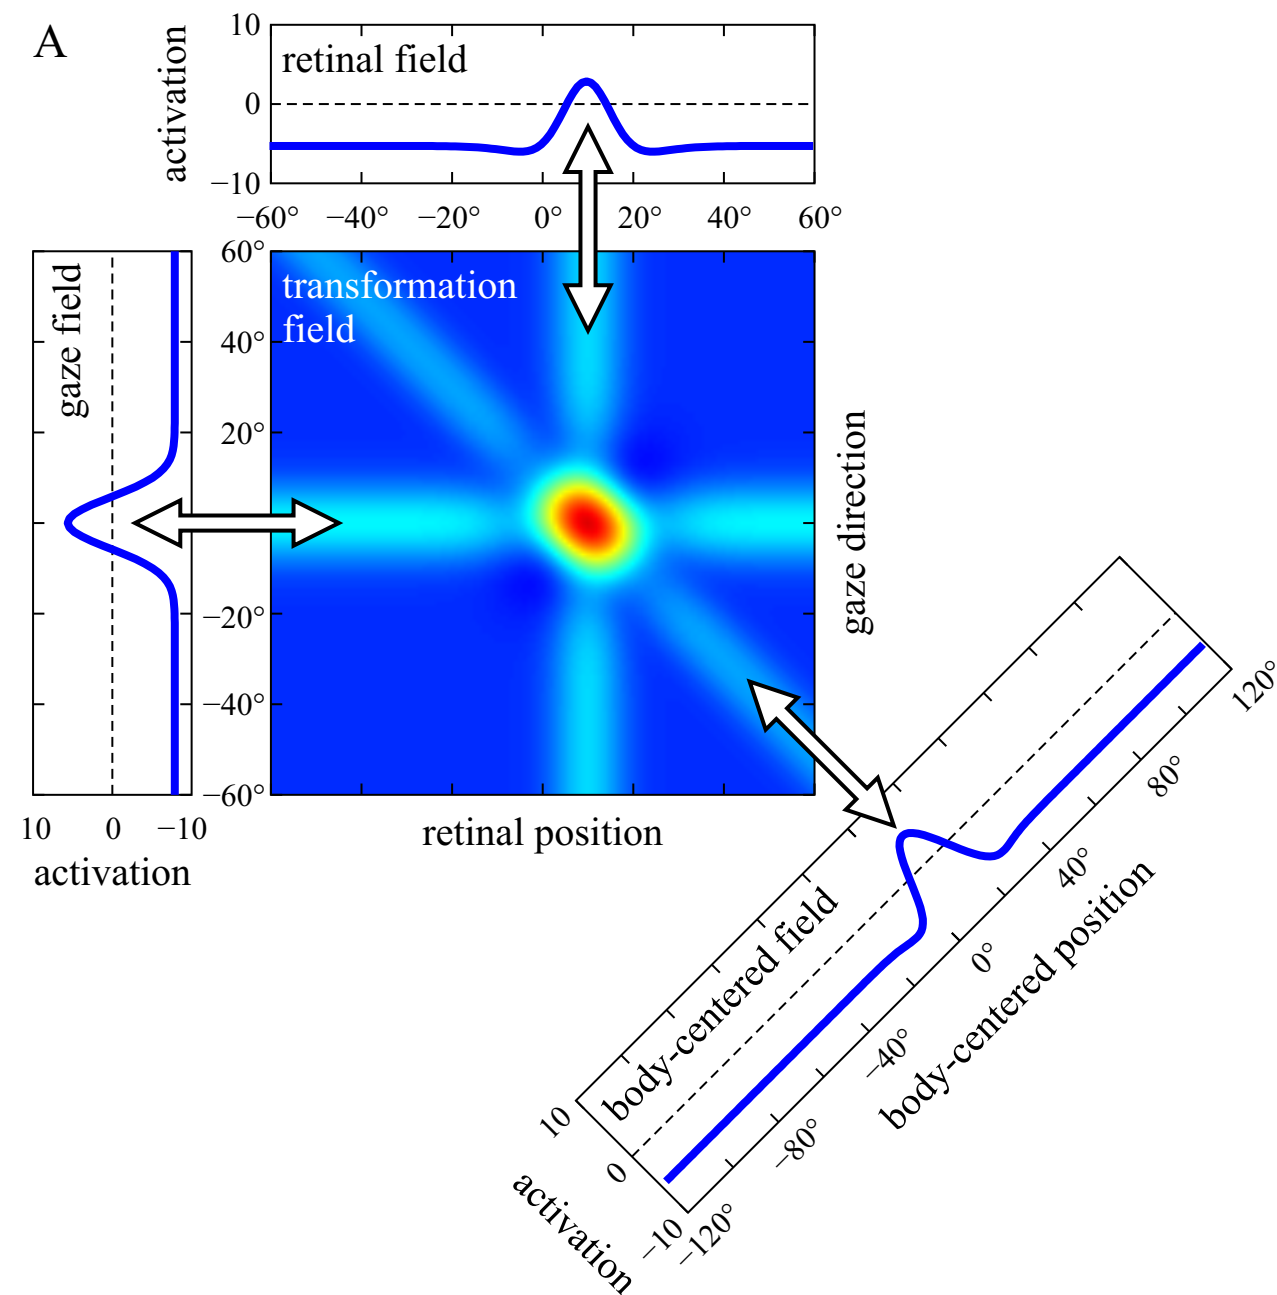 A
activation
10
0
−10
retinal field
−60° −40° −20° 0° 20° 40° 60°
gaze field
10 0 −10
activation
60°
40°
20°
−20°
−40°
−60°
transformation
field
gaze direction
retinal position
body-centered field
10
0
−10
activation
−120°
−80°
−40°
0°
40°
80°
120°
body-centered position